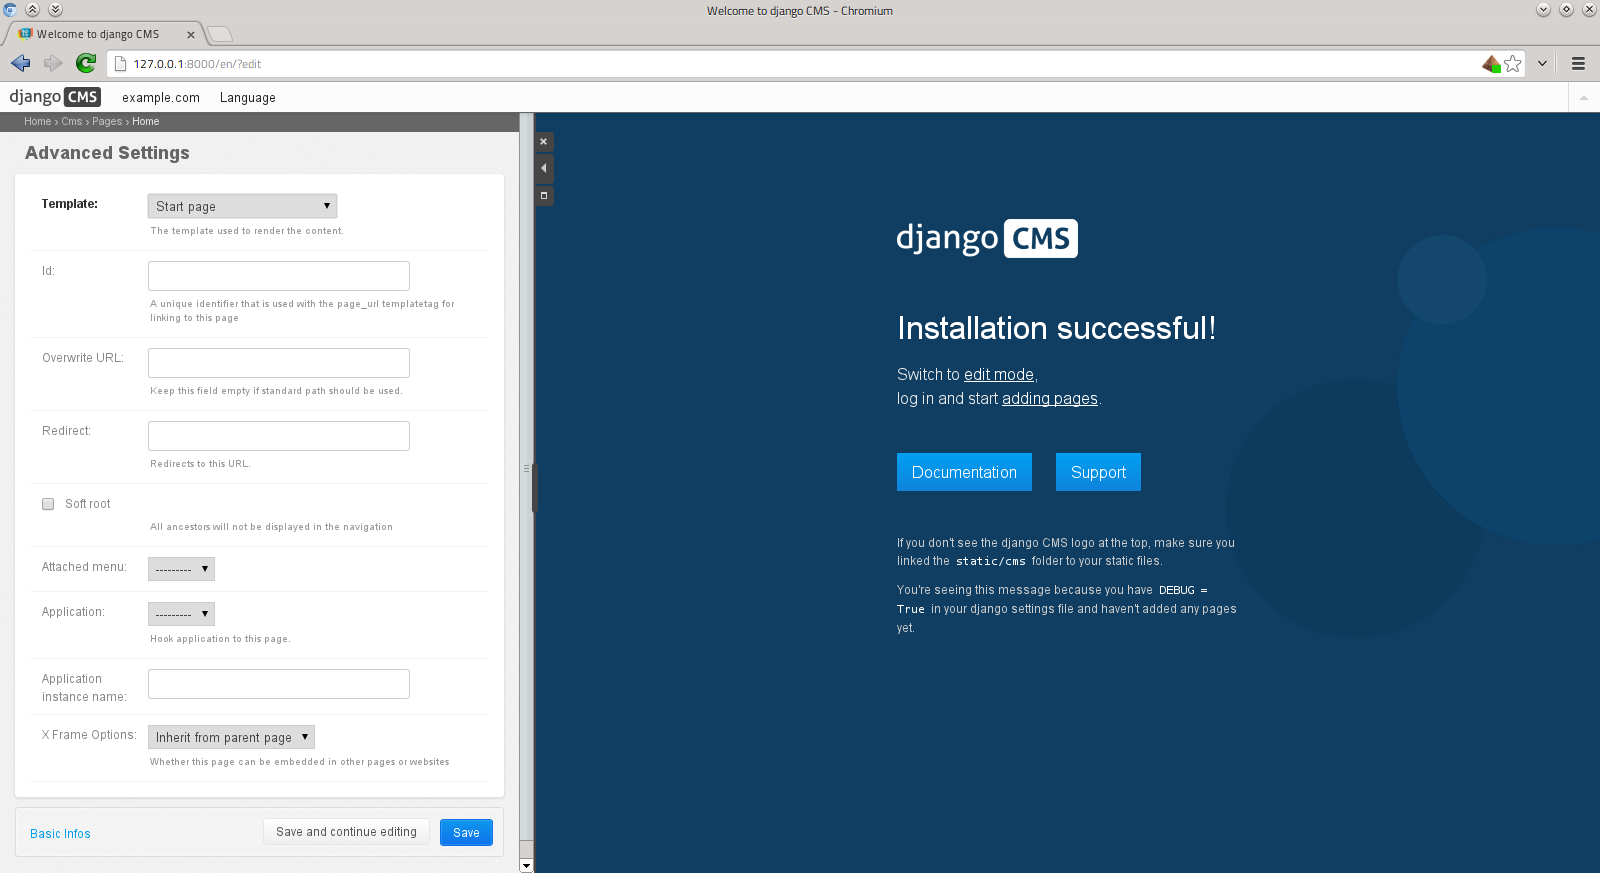 Welcome to django CMS - Chromium
Welcome to django CMS
127.0.0.1:8000/en/?edit
django CMS example.com Language
Home › Cms › Pages › Home
Advanced Settings
Template: Start page
The template used to render the content.
Id:
A unique identifier that is used with the page_url templatetag for
linking to this page
Overwrite URL:
Keep this field empty if standard path should be used.
Redirect:
Redirects to this URL.
Soft root
All ancestors will not be displayed in the navigation
Attached menu: ---------
Application: ---------
Hook application to this page.
Application
instance name:
X Frame Options: Inherit from parent page
Whether this page can be embedded in other pages or websites
Basic Infos Save and continue editing Save
django CMS
Installation successful!
Switch to edit mode,
log in and start adding pages.
Documentation Support
If you don't see the django CMS logo at the top, make sure you
linked the static/cms folder to your static files.
You're seeing this message because you have DEBUG =
True in your django settings file and haven't added any pages
yet.